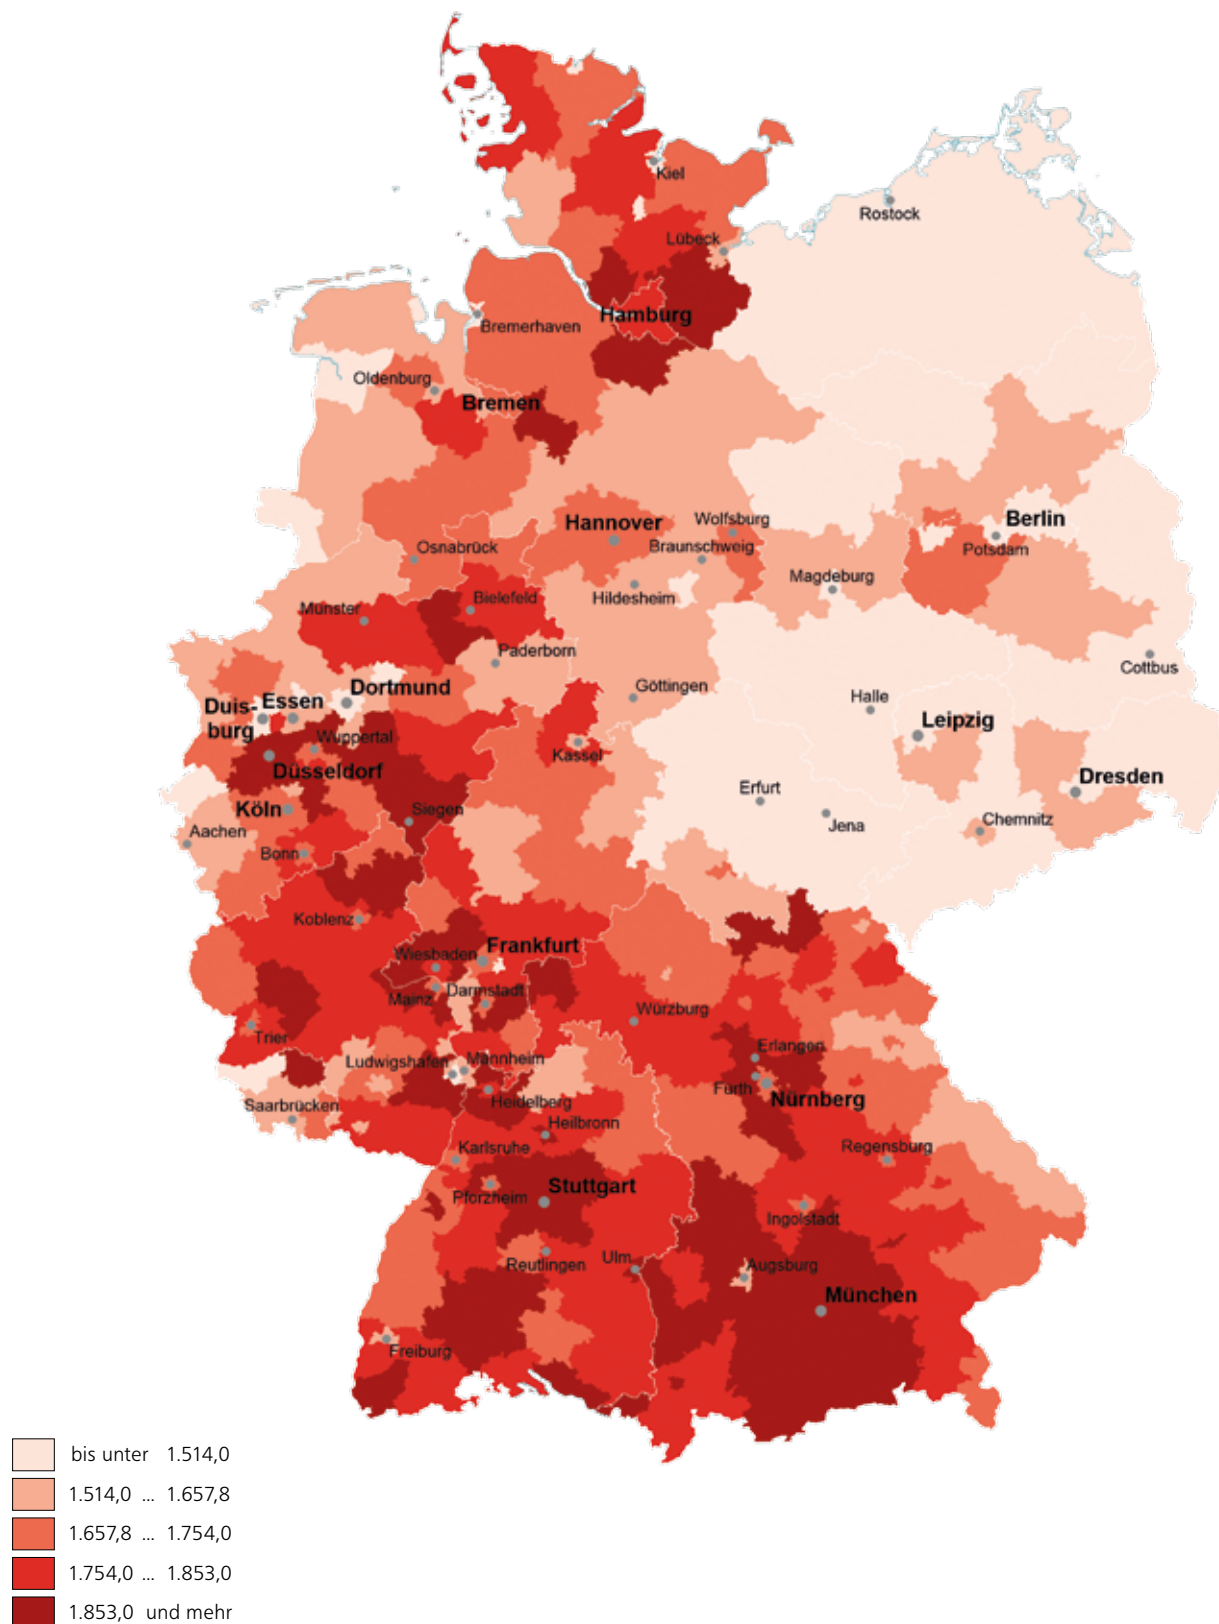 Kiel
Rostock
Lübeck
Hamburg
Bremerhaven
Oldenburg
Bremen
Hannover
Wolfsburg
Berlin
Osnabrück
Braunschweig
Potsdam
Magdeburg
Münster
Bielefeld
Hildesheim
Paderborn
Cottbus
Göttingen
Dortmund
Halle
Duis-
burg
Essen
Leipzig
Wuppertal
Kassel
Düsseldorf
Dresden
Erfurt
Köln
Siegen
Jena
Chemnitz
Aachen
Bonn
Koblenz
Wiesbaden
Frankfurt
Mainz
Darmstadt
Würzburg
Trier
Erlangen
Ludwigshafen
Mannheim
Fürth
Nürnberg
Saarbrücken
Heidelberg
Heilbronn
Karlsruhe
Regensburg
Pforzheim
Stuttgart
Ingolstadt
Reutlingen
Ulm
Augsburg
München
Freiburg
bis unter 1.514,0
1.514,0 ... 1.657,8
1.657,8 ... 1.754,0
1.754,0 ... 1.853,0
1.853,0 und mehr